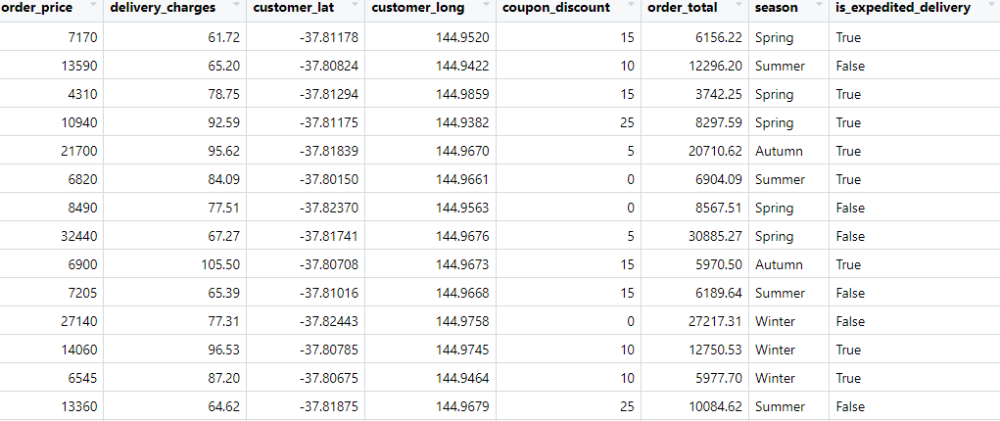 order_price delivery_charges customer_lat customer_long coupon_discount order_total season is_expedited_delivery
7170 61.72 -37.81178 144.9520 15 6156.22 Spring True
13590 65.20 -37.80824 144.9422 10 12296.20 Summer False
4310 78.75 -37.81294 144.9859 15 3742.25 Spring True
10940 92.59 -37.81175 144.9382 25 8297.59 Spring True
21700 95.62 -37.81839 144.9670 5 20710.62 Autumn True
6820 84.09 -37.80150 144.9661 0 6904.09 Summer True
8490 77.51 -37.82370 144.9563 0 8567.51 Spring False
32440 67.27 -37.81741 144.9676 5 30885.27 Spring False
6900 105.50 -37.80708 144.9673 15 5970.50 Autumn True
7205 65.39 -37.81016 144.9668 15 6189.64 Summer False
27140 77.31 -37.82443 144.9758 0 27217.31 Winter False
14060 96.53 -37.80785 144.9745 10 12750.53 Winter True
6545 87.20 -37.80675 144.9464 10 5977.70 Winter True
13360 64.62 -37.81875 144.9679 25 10084.62 Summer False